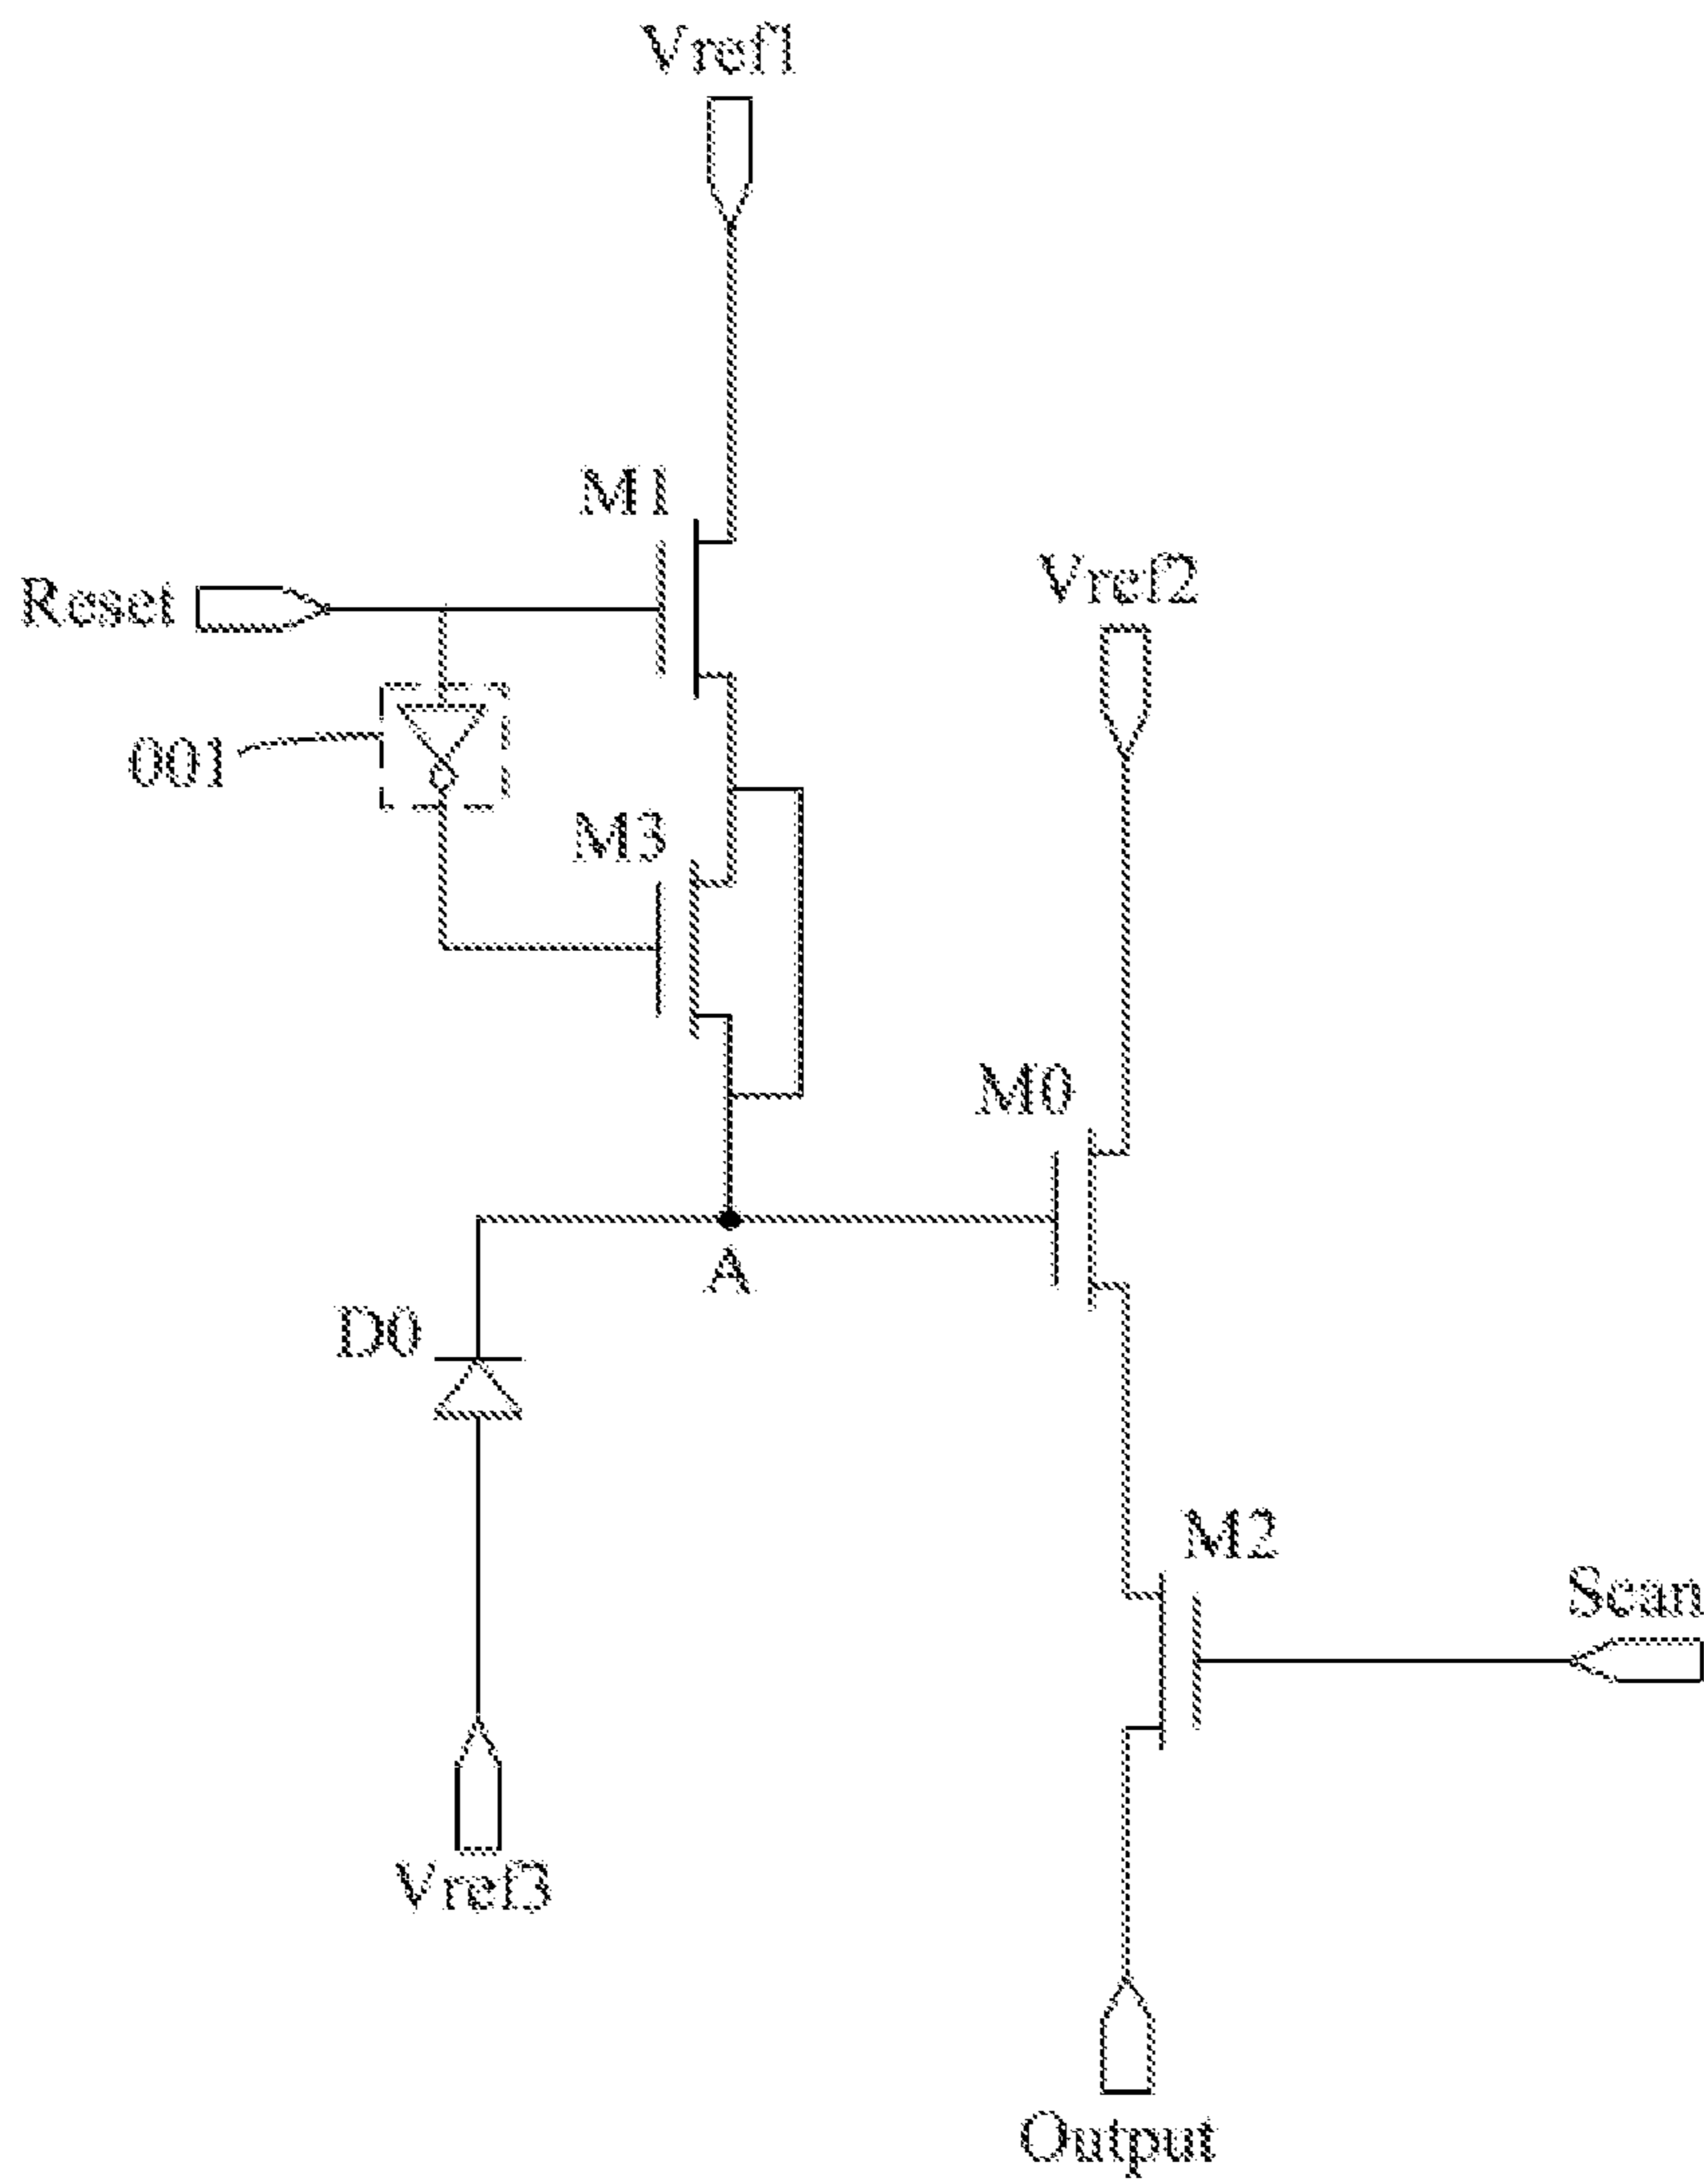 Vref1
M1
Reset
Vref2
001
M3
M0
A
D0
M2
Scan
Vref3
Output